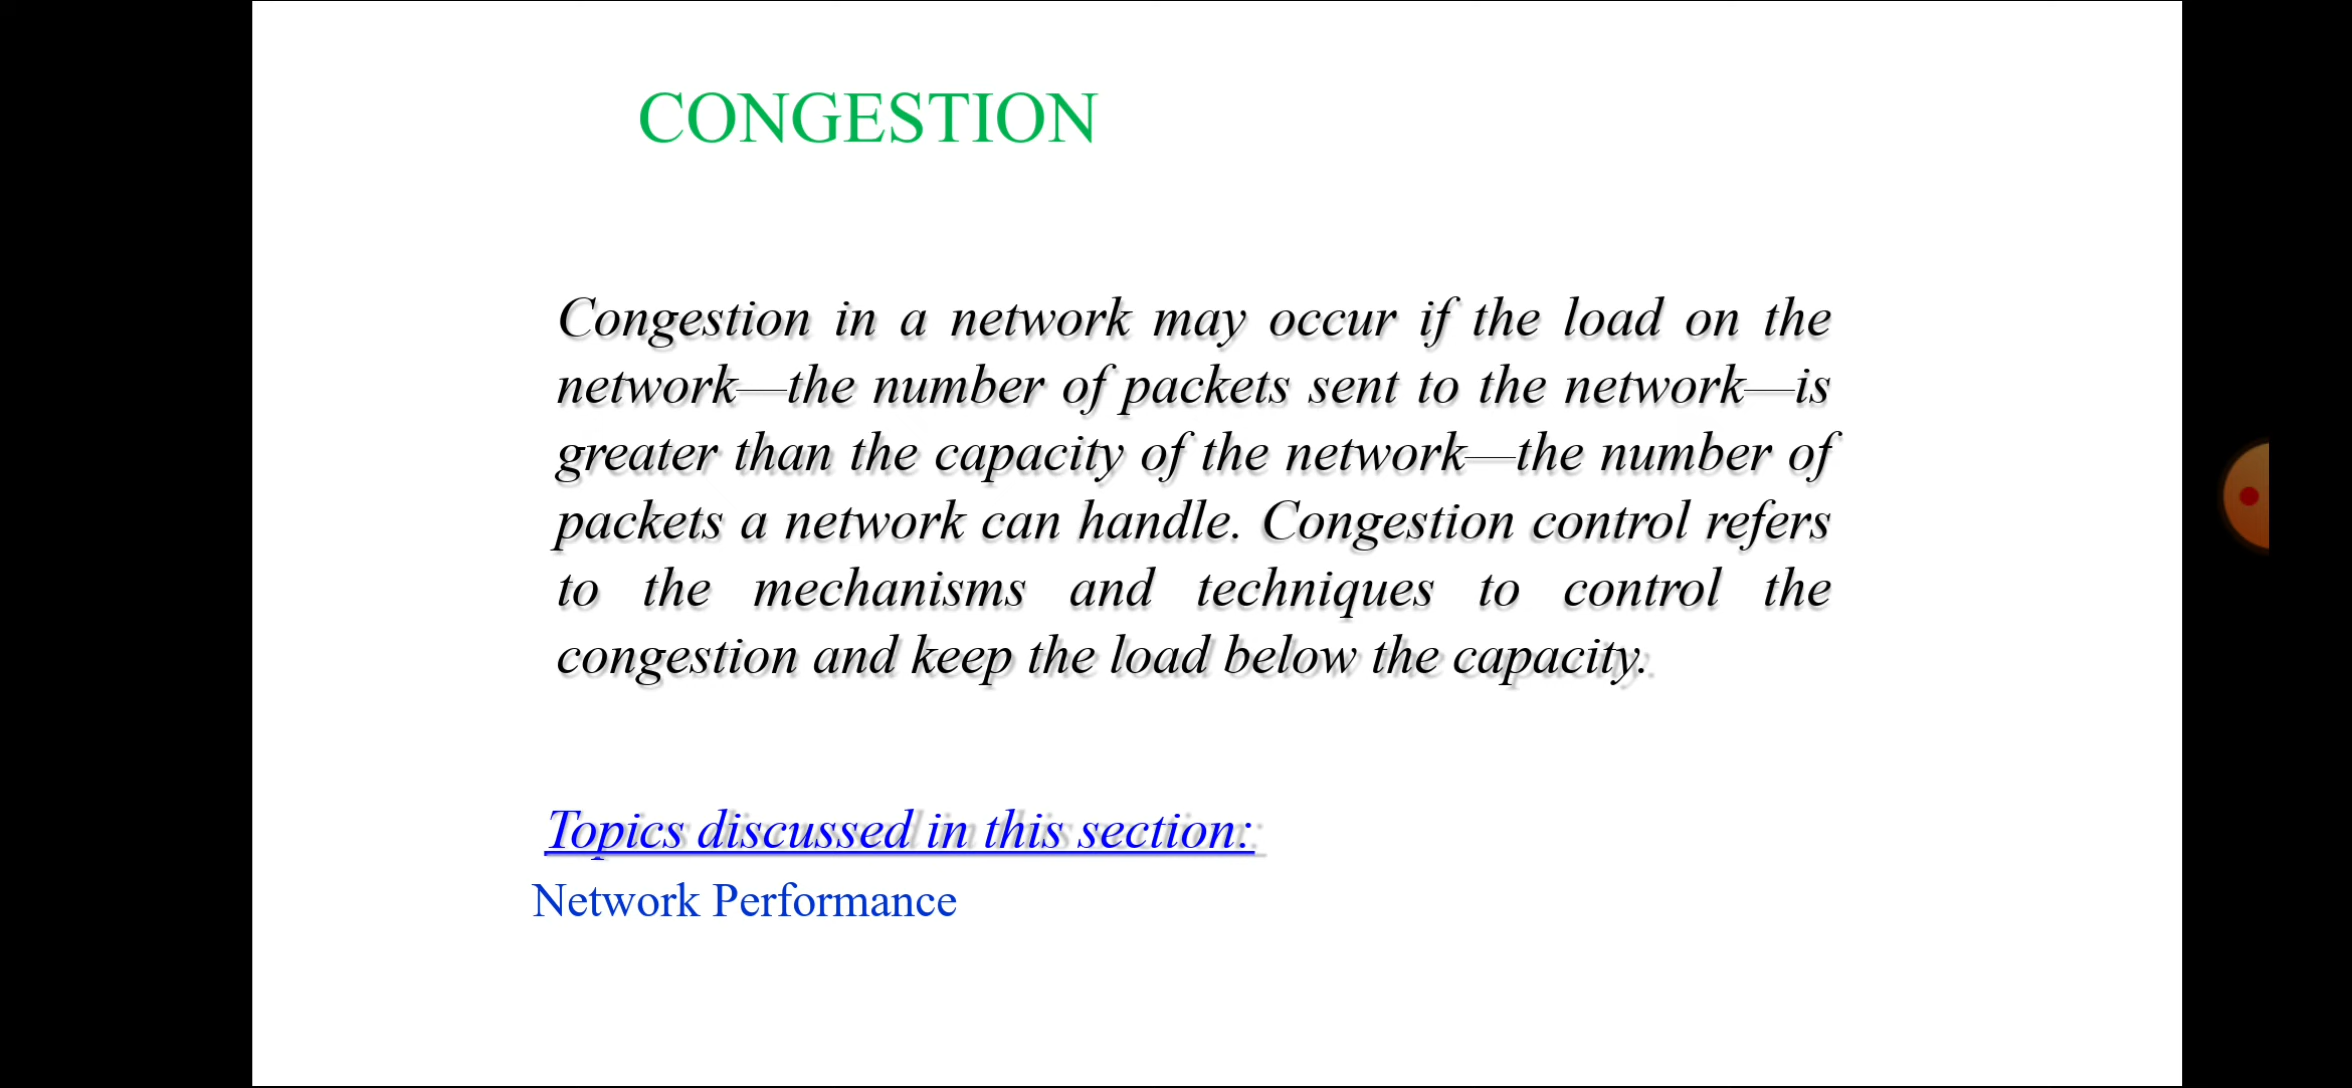 CONGESTION
Congestion in a network may occur if the load on the
network—the number of packets sent to the network—is
greater than the capacity of the network—the number of
packets a network can handle. Congestion control refers
to the mechanisms and techniques to control the
congestion and keep the load below the capacity.
Topics discussed in this section:
Network Performance